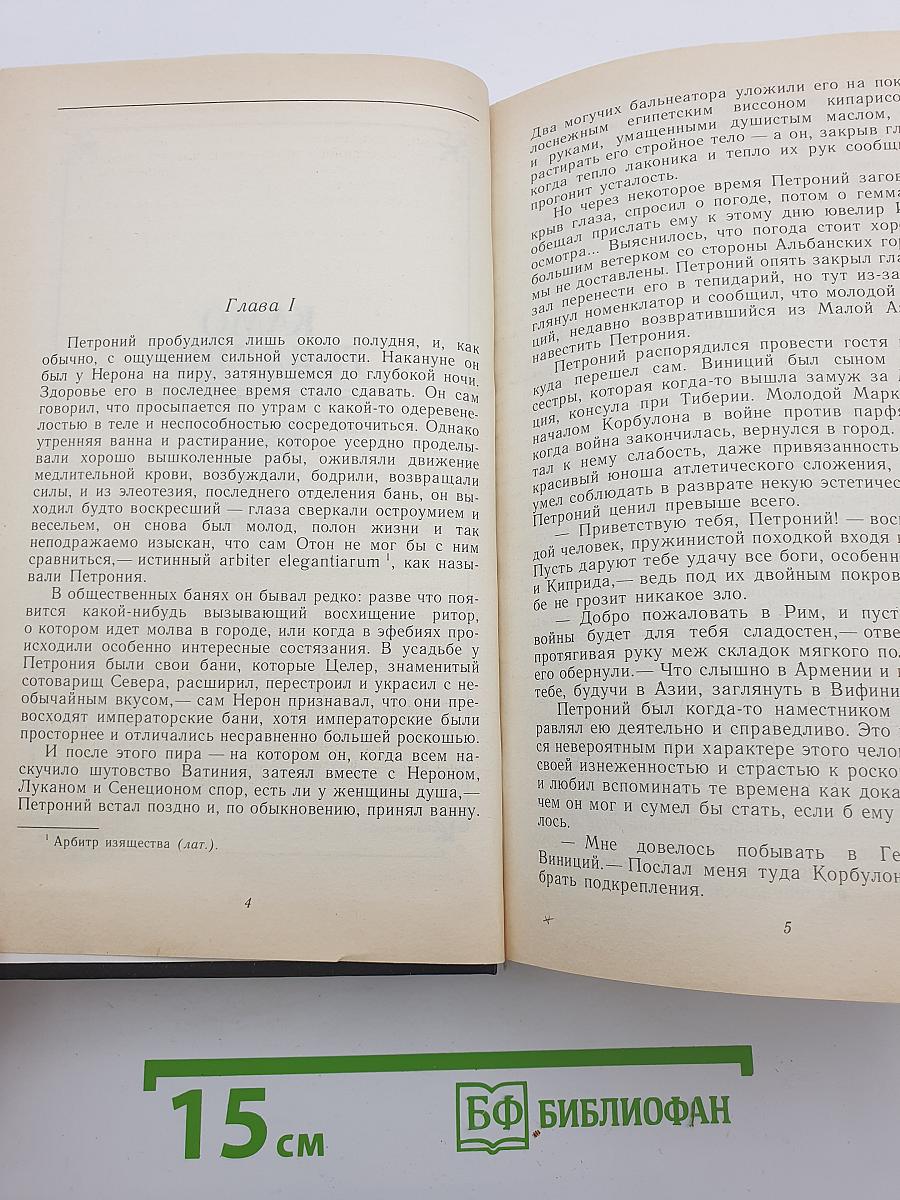 Глава I
Петроний пробудился лишь около полудня, и, как
обычно, с ощущением сильной усталости. Накануне он
был у Нерона на пиру, затянувшемся до глубокой ночи.
Здоровье его в последнее время стало сдавать. Он сам
говорил, что просыпается по утрам с какой-то одеревене-
лостью в теле и неспособностью сосредоточиться. Однако
утренняя ванна и растирание, которое усердно проделы-
вали хорошо вышколенные рабы, оживляли движение
медлительной крови, возбуждали, бодрили, возвращали
силы, и из элеотезия, последнего отделения бань, он вы-
ходил будто воскресший — глаза сверкали остроумием и
весельем, он снова был молод, полон жизни и так
неподражаемо изыскан, что сам Отон не мог бы с ним
сравниться,— истинный arbiter elegantiarum ¹, как назы-
вали Петрония.
В общественных банях он бывал редко: разве что поя-
вится какой-нибудь вызывающий восхищение ритор,
о котором идет молва в городе, или когда в эфебиях про-
исходили особенно интересные состязания. В усадьбе у
Петрония были свои бани, которые Целер, знаменитый
сотоварищ Севера, расширил, перестроил и украсил с не-
обычайным вкусом,— сам Нерон признавал, что они пре-
восходят императорские бани, хотя императорские были
просторнее и отличались несравненно большей роскошью.
И после этого пира — на котором он, когда всем на-
скучило шутовство Ватиния, затеял вместе с Нероном,
Луканом и Сенеционом спор, есть ли у женщины душа,—
Петроний встал поздно и, по обыкновению, принял ванну.
¹ Арбитр изящества (лат.).
4
Два могучих бальнеатора уложили его на пок
лоснежным египетским виссоном кипарисо
и руками, умащенными душистым маслом,
растирать его стройное тело — а он, закрыв гл
когда тепло лаконика и тепло их рук сообщ
прогонит усталость.
Но через некоторое время Петроний загов
крыв глаза, спросил о погоде, потом о гемма
обещал прислать ему к этому дню ювелир И
осмотра... Выяснилось, что погода стоит хор
большим ветерком со стороны Альбанских гор
мы не доставлены. Петроний опять закрыл гла
зал перенести его в тепидарий, но тут из-за
глянул номенклатор и сообщил, что молодой
ций, недавно возвратившийся из Малой Аз
навестить Петрония.
Петроний распорядился провести гостя
куда перешел сам. Виниций был сыном
сестры, которая когда-то вышла замуж за
ция, консула при Тиберии. Молодой Марк
началом Корбулона в войне против парфя
когда война закончилась, вернулся в город.
тал к нему слабость, даже привязанность
красивый юноша атлетического сложения,
умел соблюдать в разврате некую эстетичес
Петроний ценил превыше всего.
— Приветствую тебя, Петроний! — воск
дой человек, пружинистой походкой входя
Пусть даруют тебе удачу все боги, особенн
и Киприда,— ведь под их двойным покров
бе не грозит никакое зло.
— Добро пожаловать в Рим, и пуст
войны будет для тебя сладостен,— отве
протягивая руку меж складок мягкого по
его обернули.— Что слышно в Армении и
тебе, будучи в Азии, заглянуть в Вифини
Петроний был когда-то наместником
равлял ею деятельно и справедливо. Это
ся невероятным при характере этого чело
своей изнеженностью и страстью к роско
и любил вспоминать те времена как дока
чем он мог и сумел бы стать, если б ему
лось.
— Мне довелось побывать в Ге
Виниций.— Послал меня туда Корбулон
брать подкрепления.
5
15 см
БФ БИБЛИОФАН